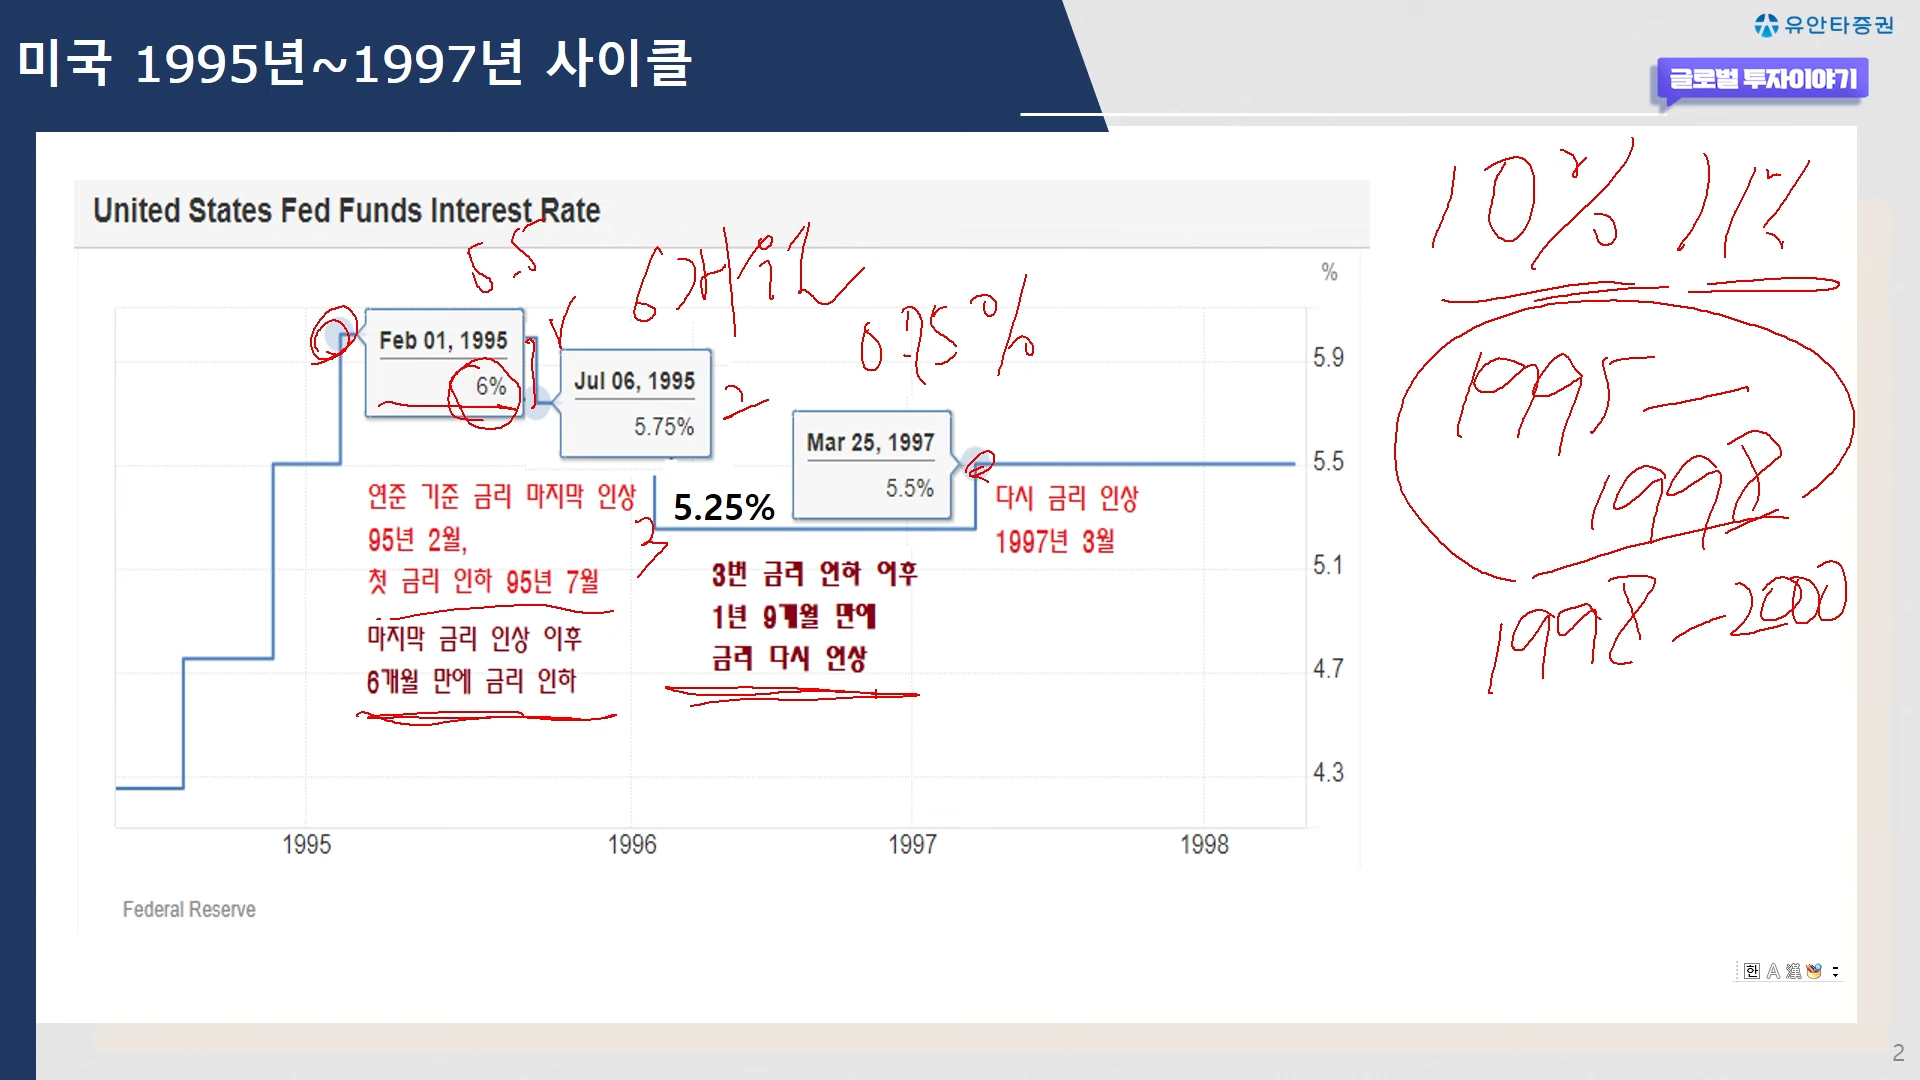 미국 1995년~1997년 사이클
유안타증권
글로벌 투자이야기
United States Fed Funds Interest Rate
10% 11%
5.5
6개월
0.75%
%
Feb 01, 1995
6%
Jul 06, 1995
5.75%
2
Mar 25, 1997
5.5%
5.9
5.5
5.1
4.7
4.3
1995 -
1998
1998 - 2000
연준 기준 금리 마지막 인상
95년 2월,
첫 금리 인하 95년 7월
마지막 금리 인상 이후
6개월 만에 금리 인하
5.25%
3
3번 금리 인하 이후
1년 9개월 만에
금리 다시 인상
다시 금리 인상
1997년 3월
1995 1996 1997 1998
Federal Reserve
한 A 漢
2